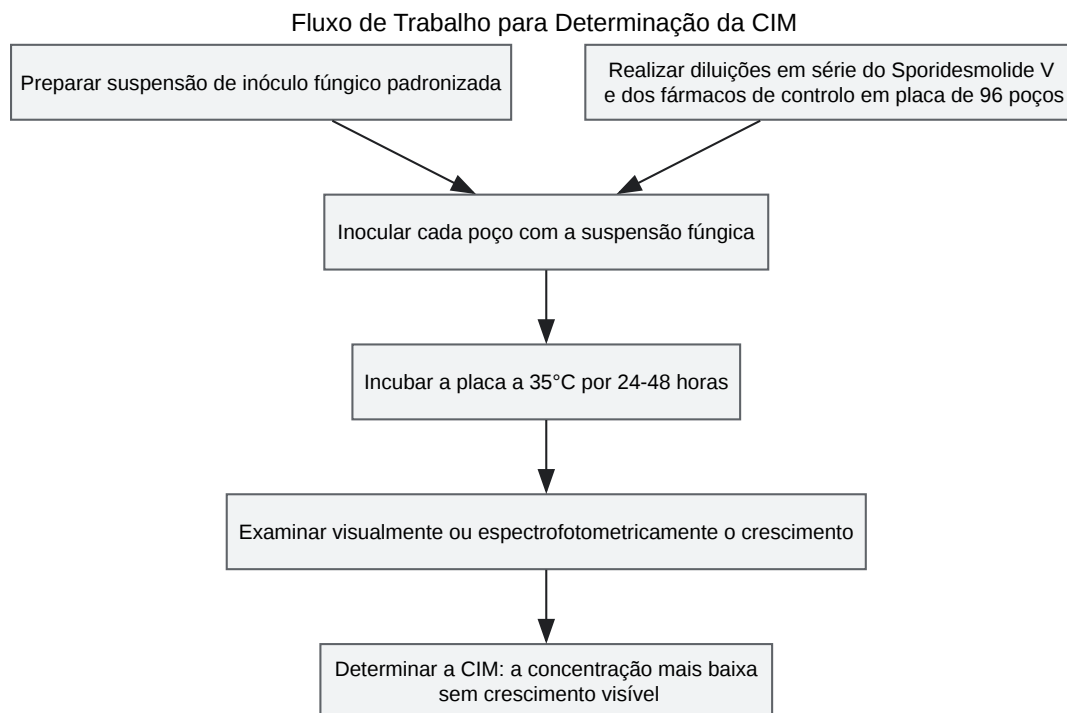 Fluxo de Trabalho para Determinação da CIM
Preparar suspensão de inóculo fúngico padronizada
Realizar diluições em série do Sporidesmolide V
e dos fármacos de controlo em placa de 96 poços
Inocular cada poço com a suspensão fúngica
Incubar a placa a 35°C por 24-48 horas
Examinar visualmente ou espectrofotometricamente o crescimento
Determinar a CIM: a concentração mais baixa
sem crescimento visível